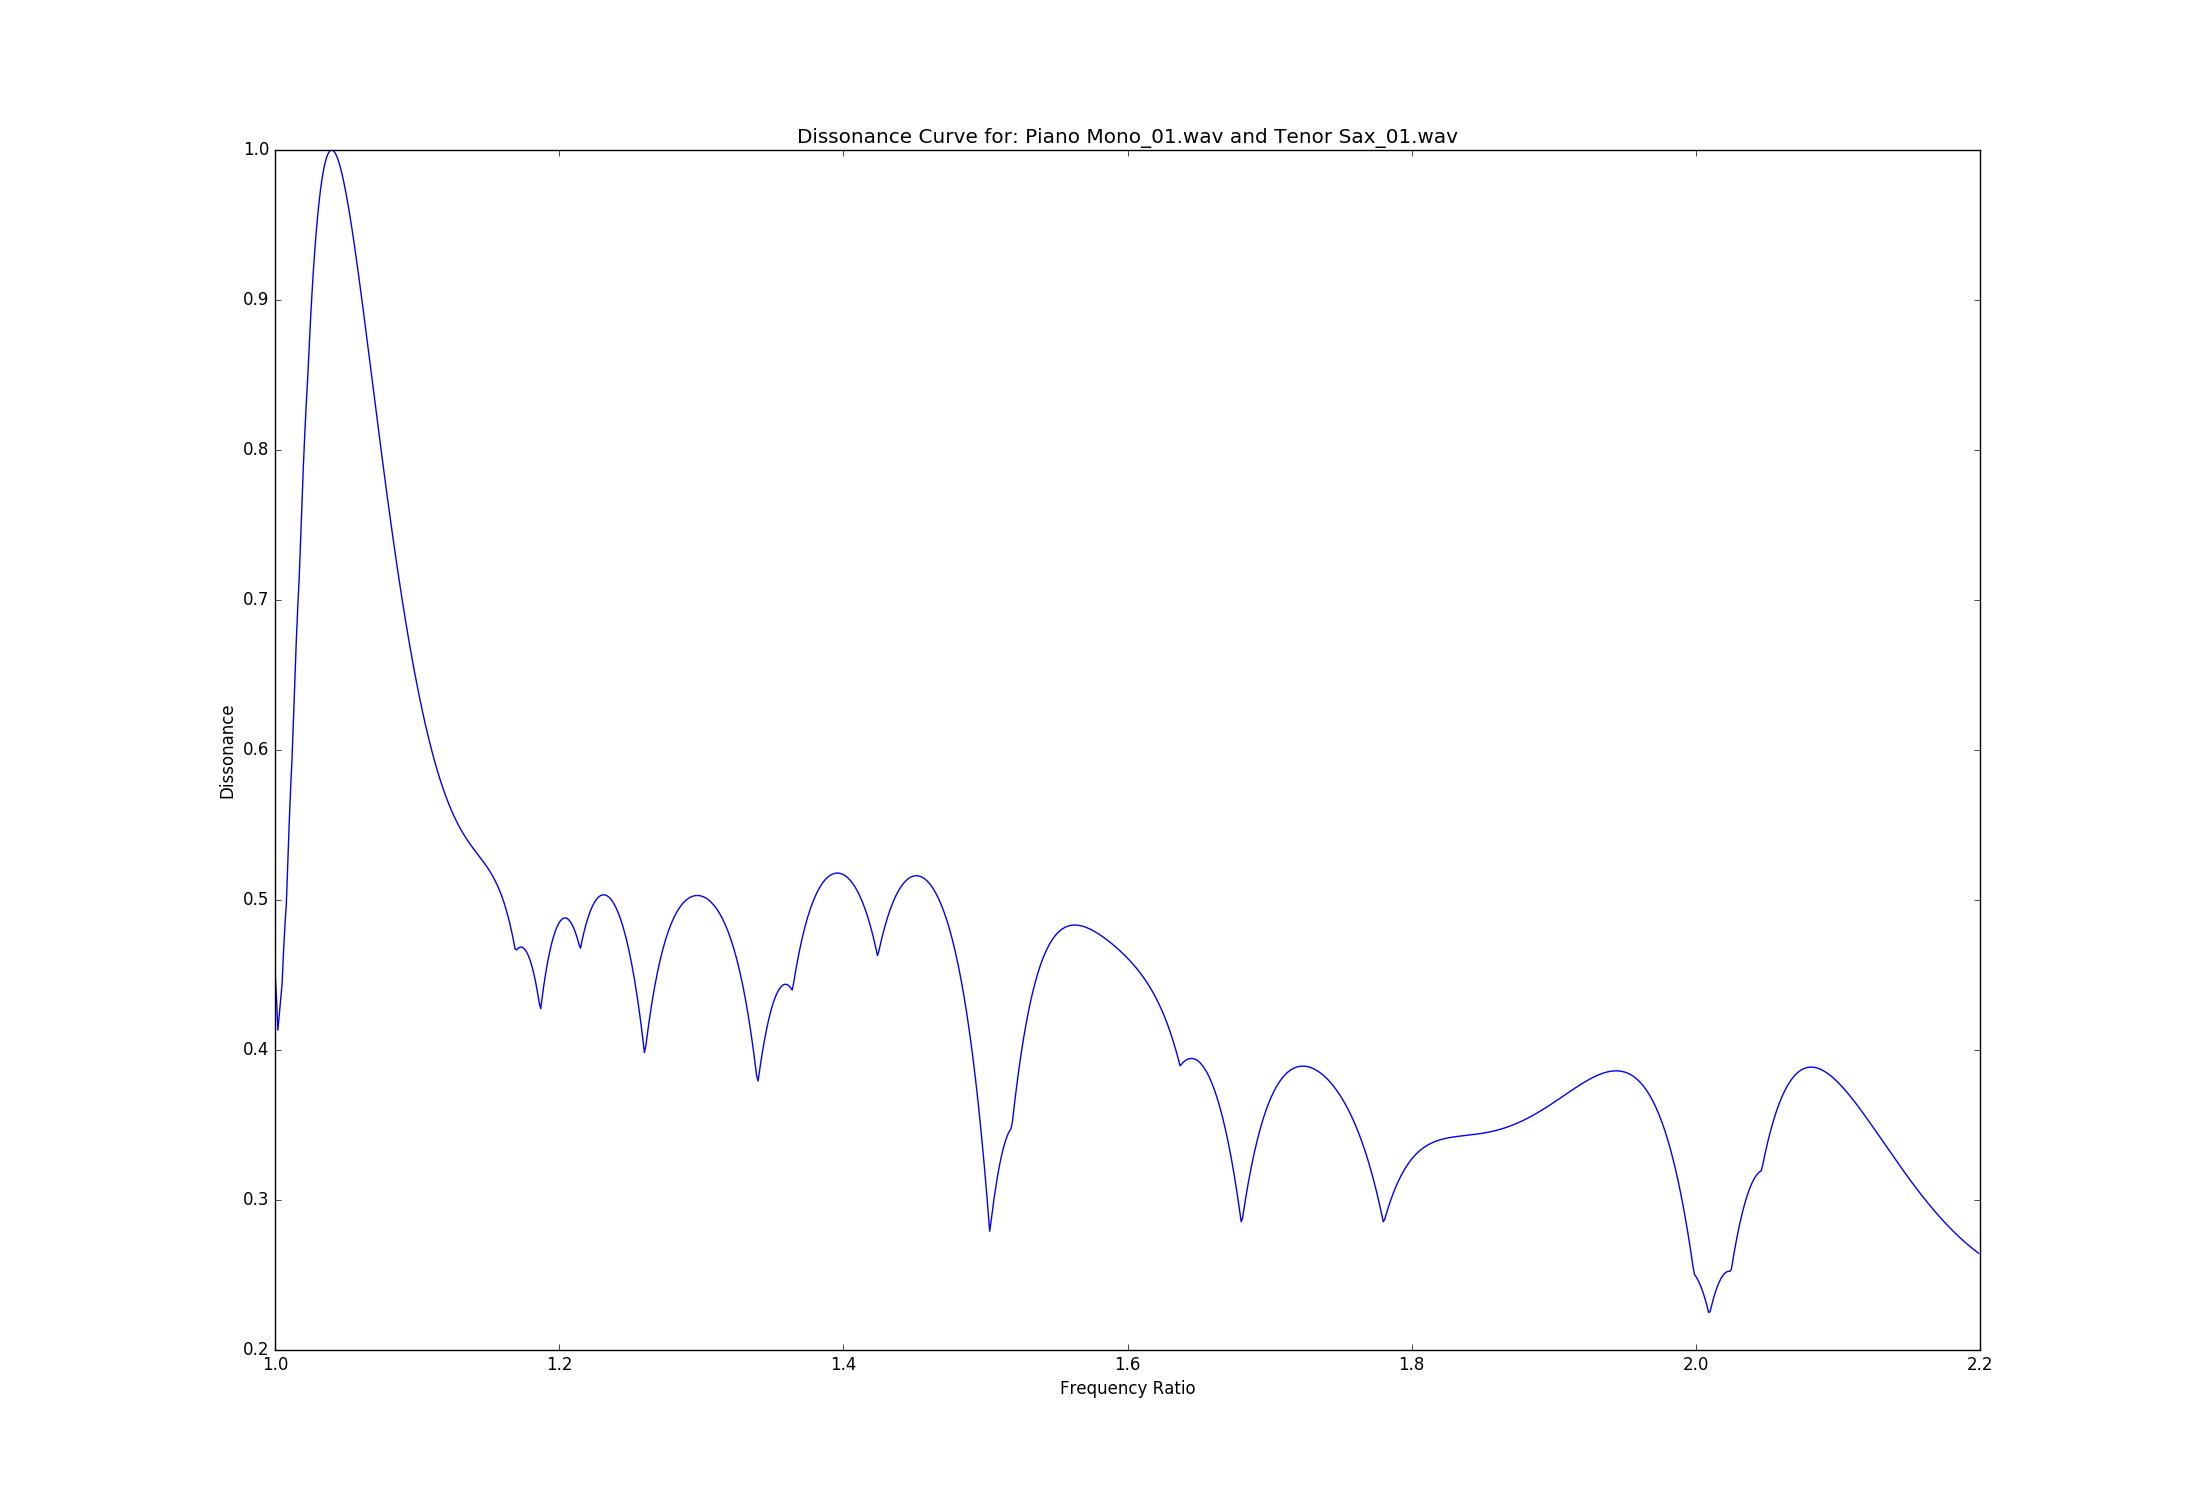 Dissonance Curve for: Piano Mono_01.wav and Tenor Sax_01.wav
1.0
0.9
0.8
0.7
0.6
0.5
0.4
0.3
0.2
Dissonance
1.0 1.2 1.4 1.6 1.8 2.0 2.2
Frequency Ratio